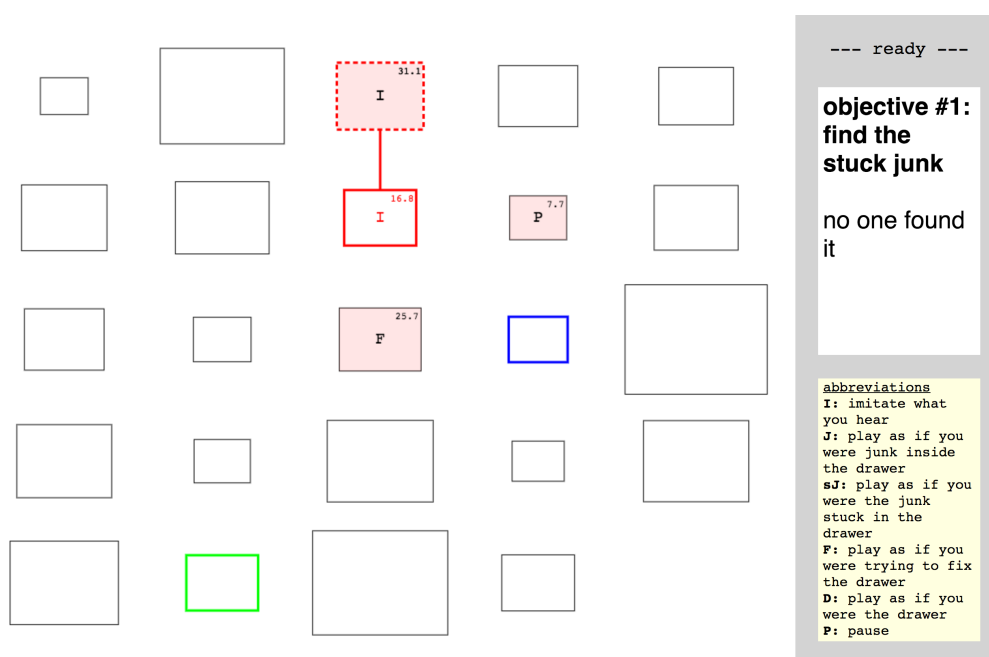 31.1
I
16.8
I
7.7
P
25.7
F
--- ready ---
objective #1:
find the
stuck junk
no one found
it
abbreviations
I: imitate what
you hear
J: play as if you
were junk inside
the drawer
sJ: play as if you
were the junk
stuck in the
drawer
F: play as if you
were trying to fix
the drawer
D: play as if you
were the drawer
P: pause